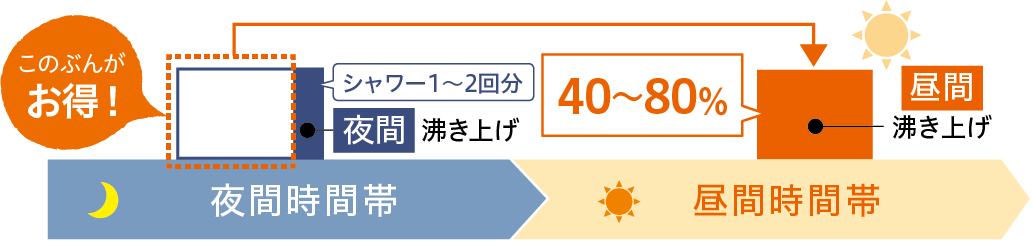 このぶんが
お得！
シャワー1〜2回分
夜間 沸き上げ
40〜80%
昼間
沸き上げ
夜間時間帯
昼間時間帯